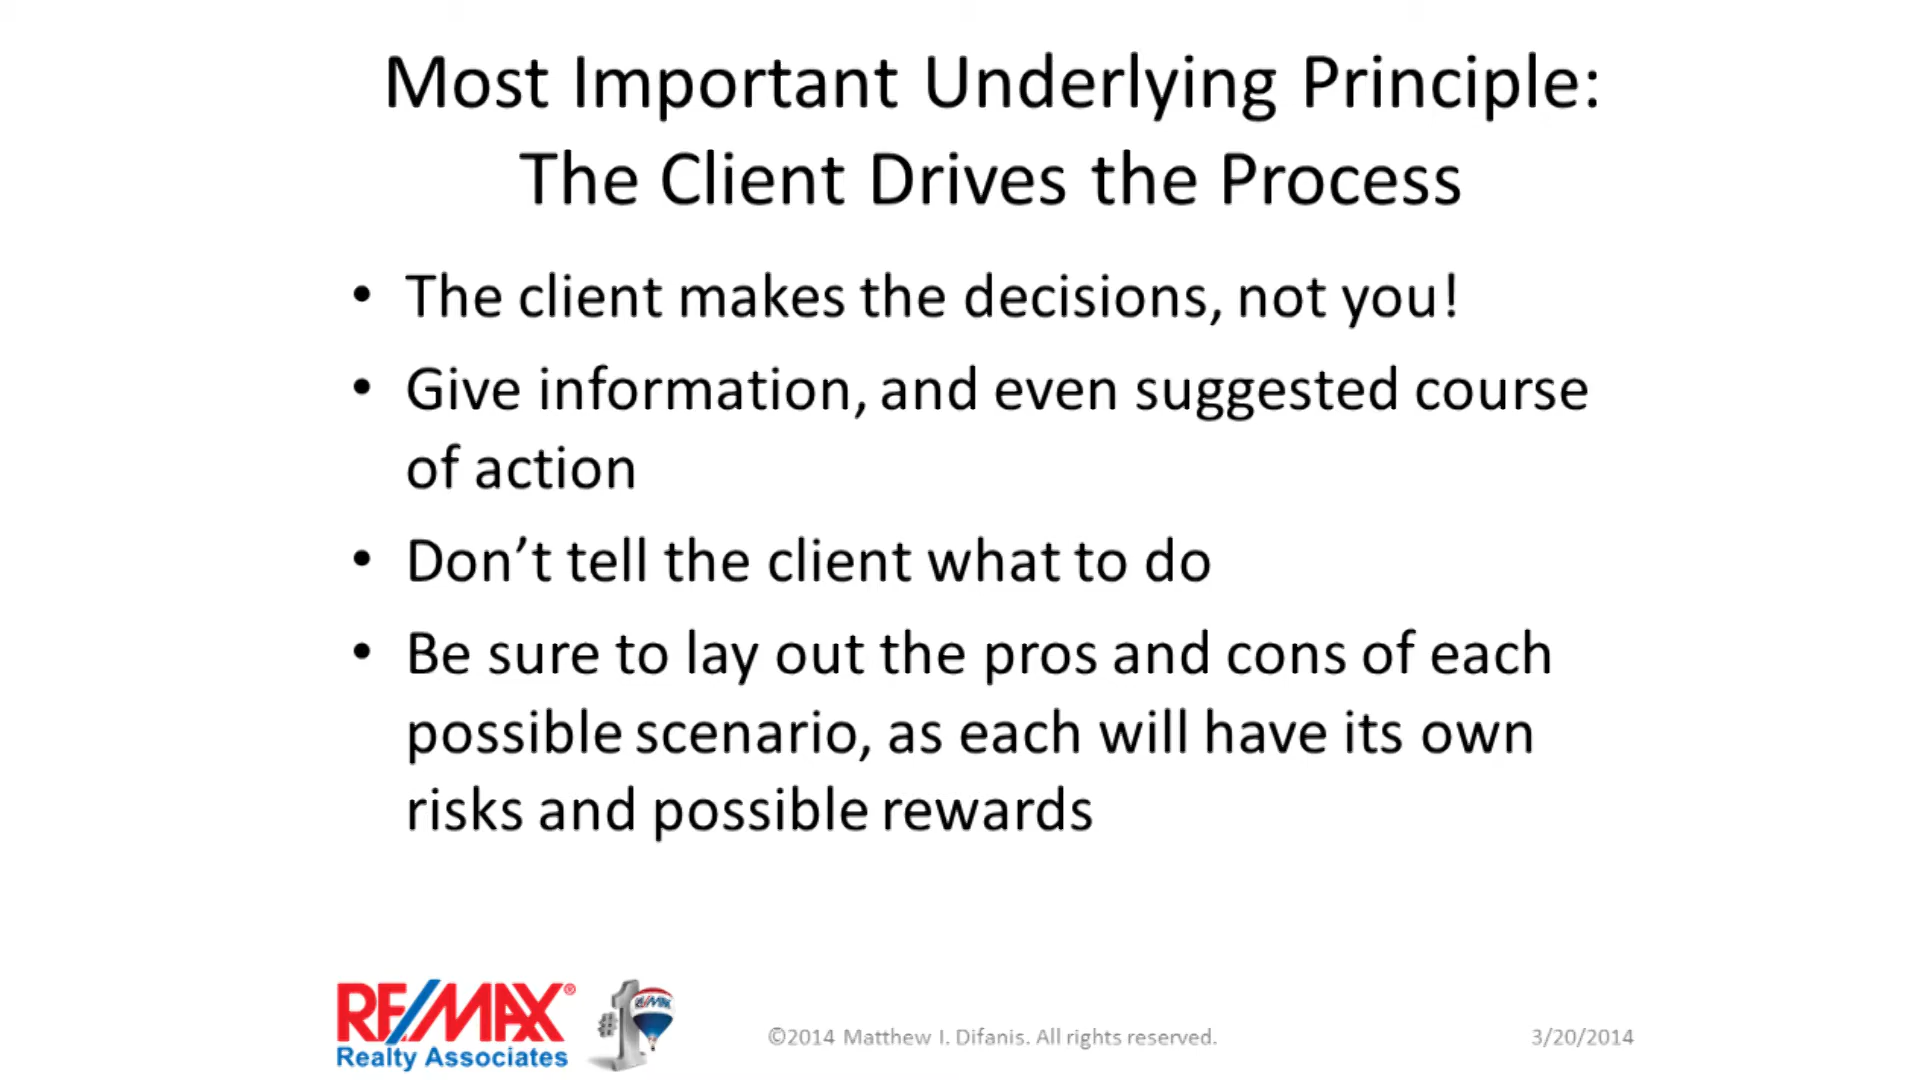 Most Important Underlying Principle:
The Client Drives the Process
• The client makes the decisions, not you!
• Give information, and even suggested course
of action
• Don’t tell the client what to do
• Be sure to lay out the pros and cons of each
possible scenario, as each will have its own
risks and possible rewards
RE/MAX®
Realty Associates
#1
RE/MAX
©2014 Matthew I. Difanis. All rights reserved.
3/20/2014